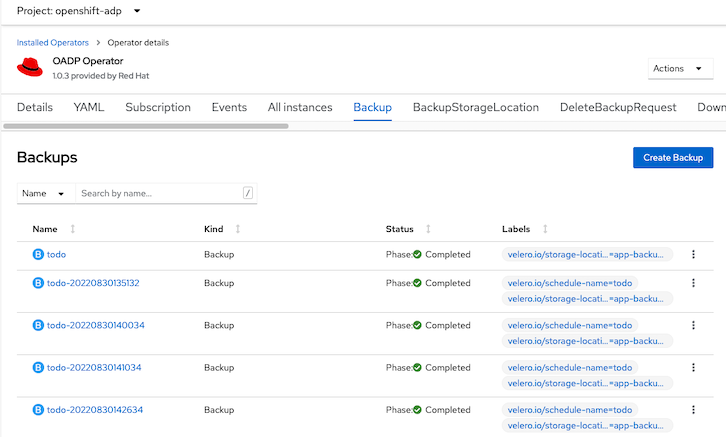 Project: openshift-adp
Installed Operators > Operator details
OADP Operator
1.0.3 provided by Red Hat
Actions
Details YAML Subscription Events All instances Backup BackupStorageLocation DeleteBackupRequest Down
Backups
Create Backup
Name Search by name... /
Name Kind Status Labels
B todo Backup Phase: Completed velero.io/storage-locati...=app-backu...
B todo-20220830135132 Backup Phase: Completed velero.io/schedule-name=todo
velero.io/storage-locati...=app-backu...
B todo-20220830140034 Backup Phase: Completed velero.io/schedule-name=todo
velero.io/storage-locati...=app-backu...
B todo-20220830141034 Backup Phase: Completed velero.io/schedule-name=todo
velero.io/storage-locati...=app-backu...
B todo-20220830142634 Backup Phase: Completed velero.io/schedule-name=todo
velero.io/storage-locati...=app-backu...